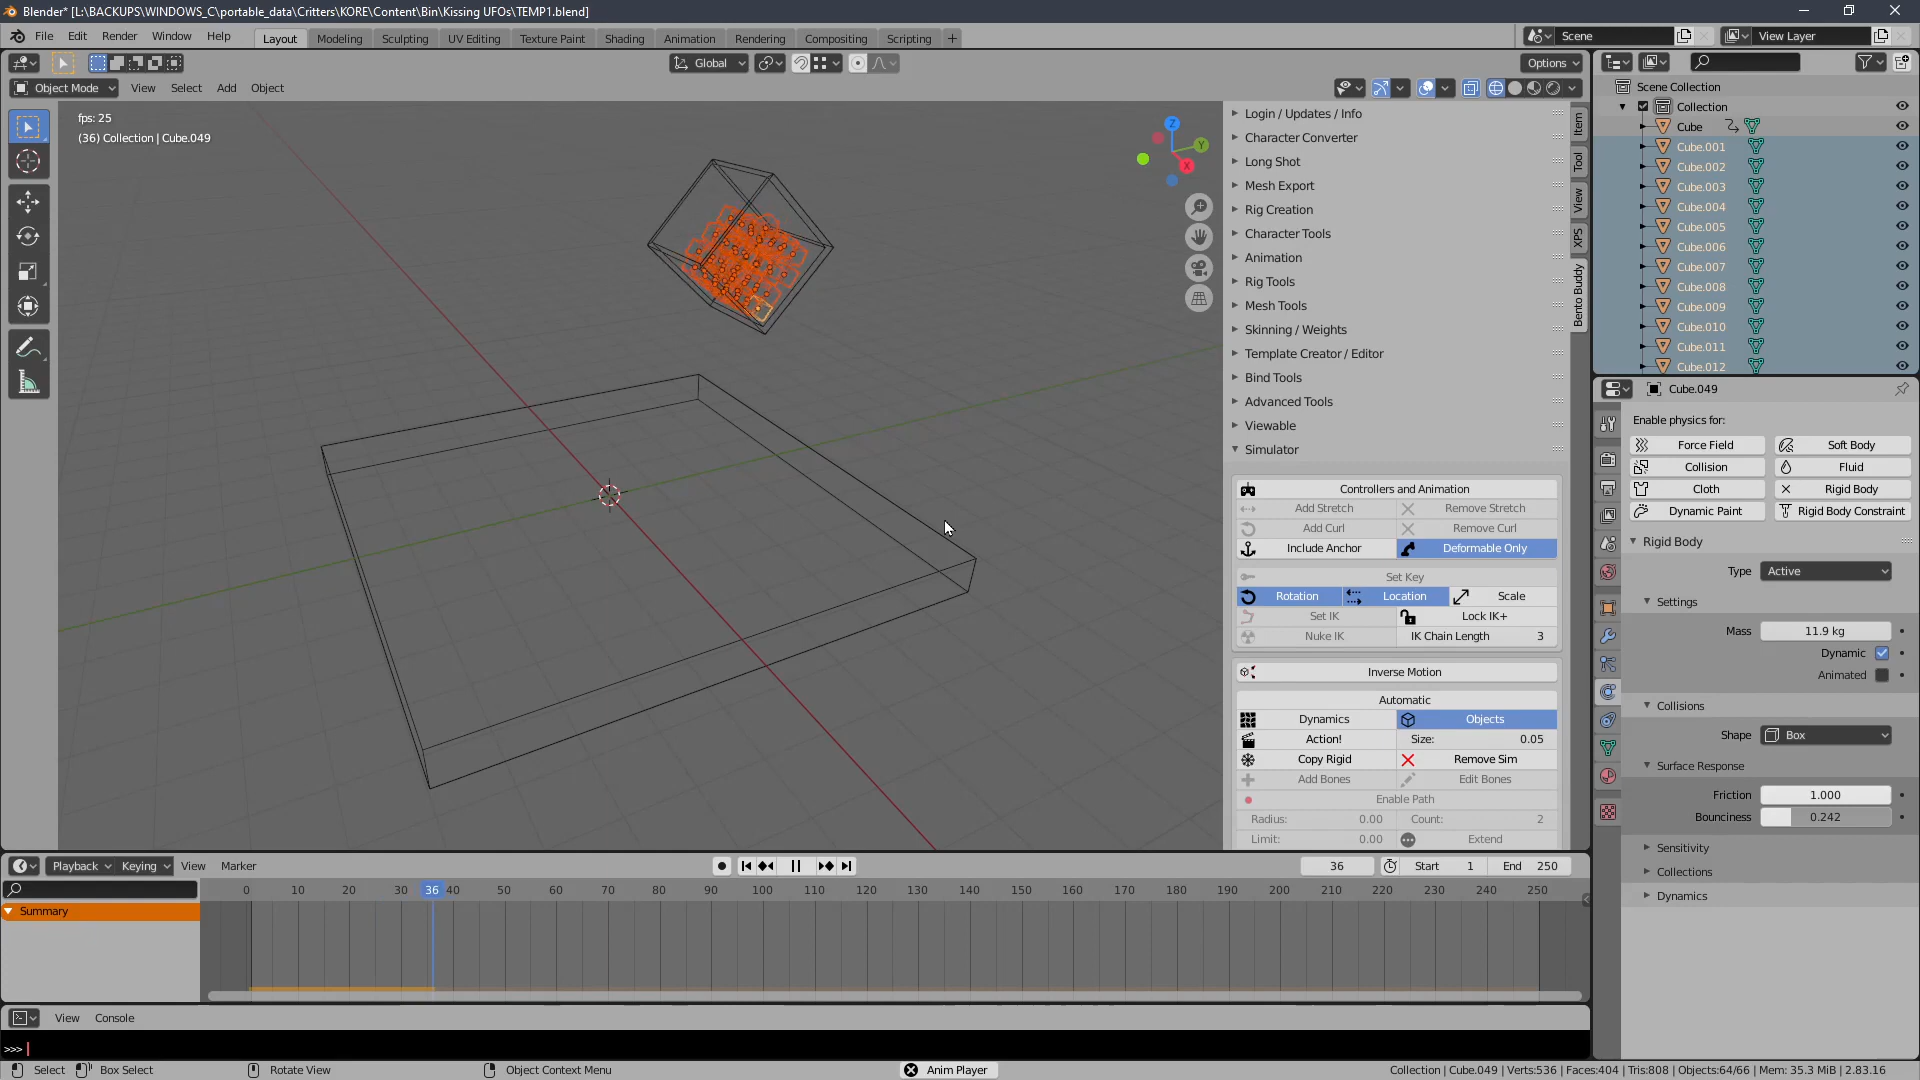 Blender* [L:\BACKUPS\WINDOWS_C\portable_data\Critters\KORE\Content\Bin\Kissing UFOs\TEMP1.blend]
File Edit Render Window Help Layout Modeling Sculpting UV Editing Texture Paint Shading Animation Rendering Compositing Scripting + Scene View Layer
Global Options
Object Mode View Select Add Object
fps: 25
(36) Collection | Cube.049
Z
Y
X
Login / Updates / Info
Character Converter
Long Shot
Mesh Export
Rig Creation
Character Tools
Animation
Rig Tools
Mesh Tools
Skinning / Weights
Template Creator / Editor
Bind Tools
Advanced Tools
Viewable
Simulator
Controllers and Animation
Add Stretch Remove Stretch
Add Curl Remove Curl
Include Anchor Deformable Only
Set Key
Rotation Location Scale
Set IK Lock IK+
Nuke IK IK Chain Length 3
Inverse Motion
Automatic
Dynamics Objects
Action! Size: 0.05
Copy Rigid Remove Sim
Add Bones Edit Bones
Enable Path
Radius: 0.00 Count: 2
Limit: 0.00 Extend
Item
Tool
View
XPS
Bento Buddy
Scene Collection
Collection
Cube
Cube.001
Cube.002
Cube.003
Cube.004
Cube.005
Cube.006
Cube.007
Cube.008
Cube.009
Cube.010
Cube.011
Cube.012
Cube.049
Enable physics for:
Force Field Soft Body
Collision Fluid
Cloth Rigid Body
Dynamic Paint Rigid Body Constraint
Rigid Body
Type Active
Settings
Mass 11.9 kg
Dynamic
Animated
Collisions
Shape Box
Surface Response
Friction 1.000
Bounciness 0.242
Sensitivity
Collections
Dynamics
Playback Keying View Marker 36 Start 1 End 250
0 10 20 30 36 40 50 60 70 80 90 100 110 120 130 140 150 160 170 180 190 200 210 220 230 240 250
Summary
View Console
>>>
Select Box Select Rotate View Object Context Menu Anim Player Collection | Cube.049 | Verts:536 | Faces:404 | Tris:808 | Objects:64/66 | Mem: 35.3 MiB | 2.83.16